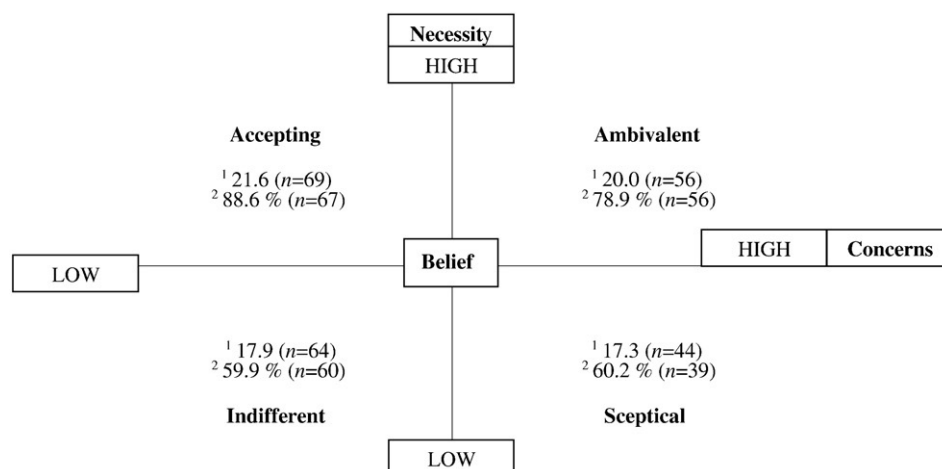 Necessity
HIGH
Accepting
Ambivalent
¹ 21.6 (n=69)
² 88.6 % (n=67)
¹ 20.0 (n=56)
² 78.9 % (n=56)
LOW
Belief
HIGH
Concerns
¹ 17.9 (n=64)
² 59.9 % (n=60)
¹ 17.3 (n=44)
² 60.2 % (n=39)
Indifferent
Sceptical
LOW